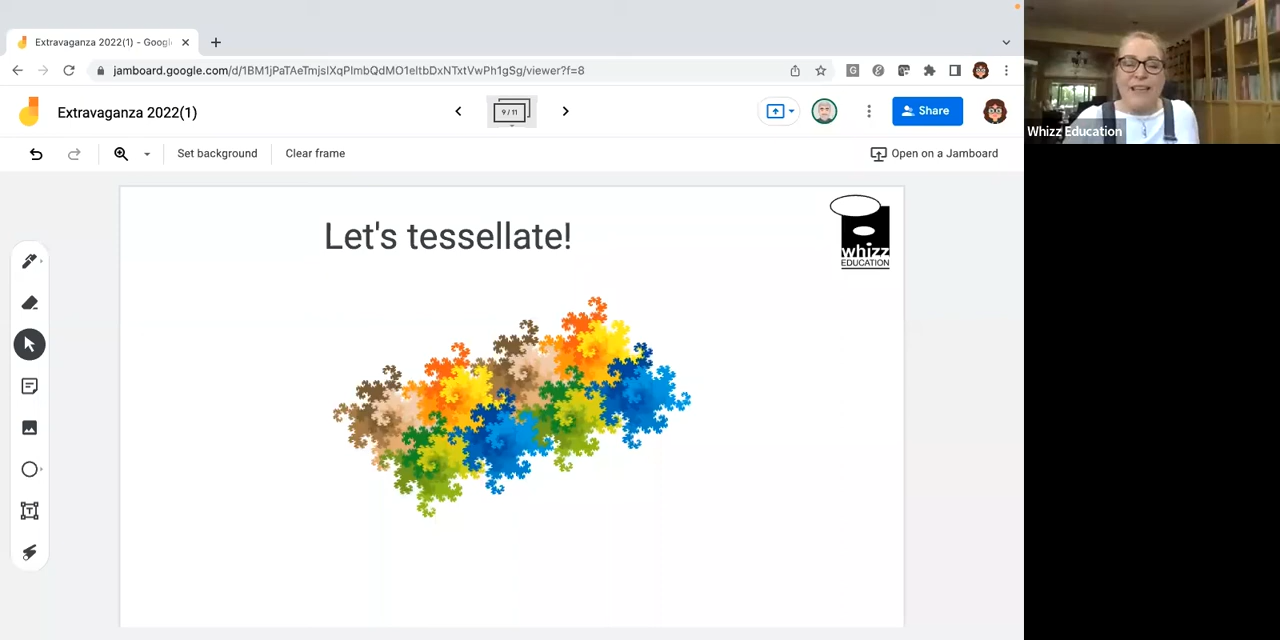 Extravaganza 2022(1) - Googl
jamboard.google.com/d/1BM1jPaTAeTmjsIXqPlmbQdMO1eltbDxNTxtVwPh1gSg/viewer?f=8
Extravaganza 2022(1)
9 / 11
Share
Set background
Clear frame
Open on a Jamboard
Let's tessellate!
whizz
EDUCATION
Whizz Education